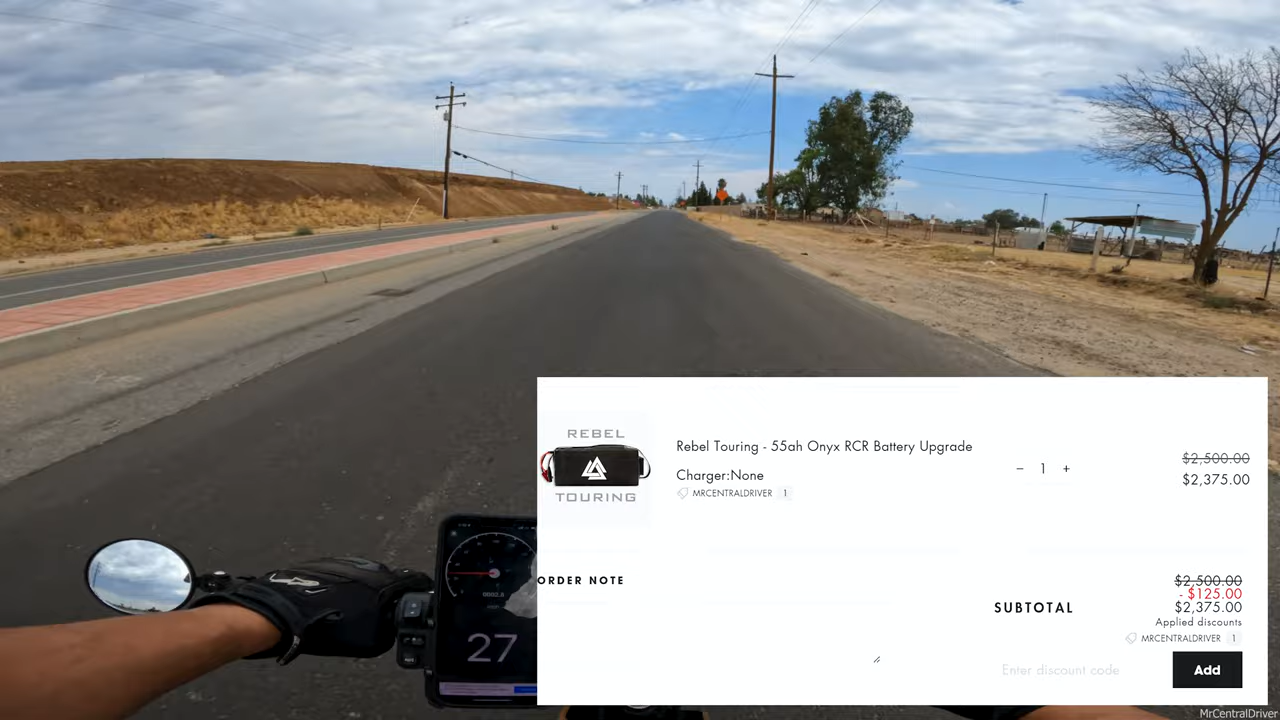 REBEL
TOURING
Rebel Touring - 55ah Onyx RCR Battery Upgrade
Charger:None
MRCENTRALDRIVER 1
− 1 +
$2,500.00
$2,375.00
ORDER NOTE
SUBTOTAL
$2,500.00
- $125.00
$2,375.00
Applied discounts
MRCENTRALDRIVER 1
Enter discount code
Add
27
MrCentralDriver